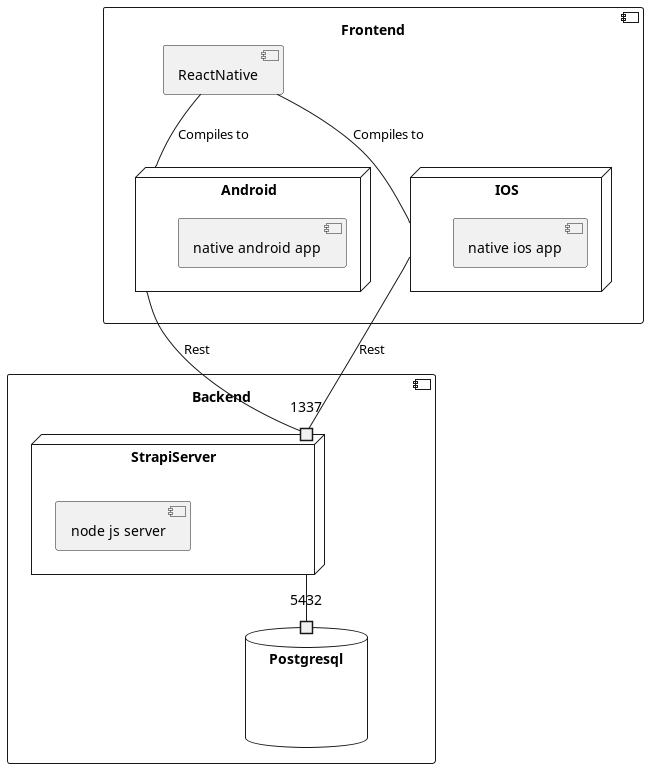 Frontend
ReactNative
Compiles to
Compiles to
Android
IOS
native android app
native ios app
Rest
Rest
Backend
1337
StrapiServer
node js server
5432
Postgresql